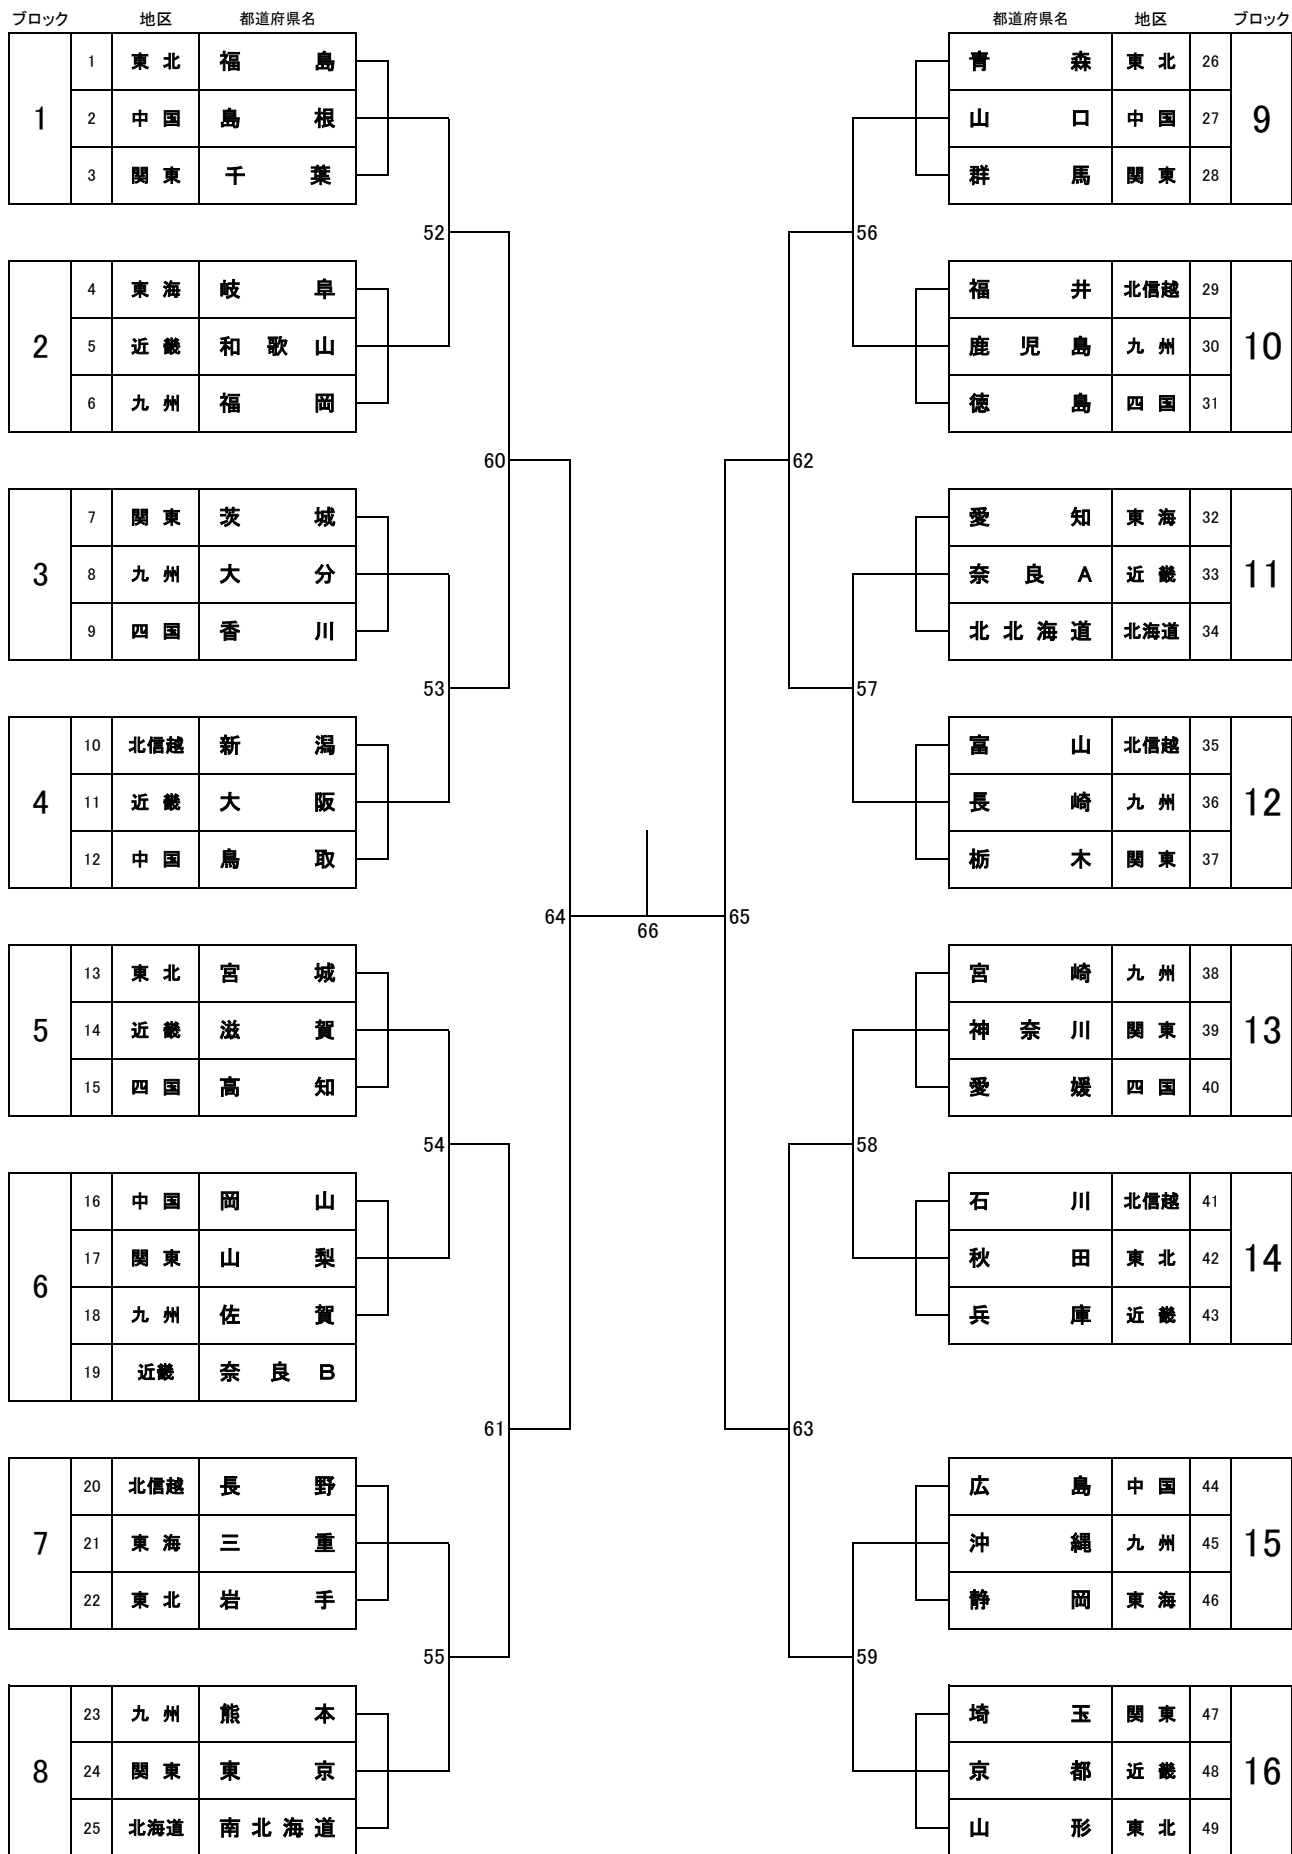 ブロック 地区 都道府県名
1
1 東北 福島
2 中国 島根
3 関東 千葉
52
2
4 東海 岐阜
5 近畿 和歌山
6 九州 福岡
60
3
7 関東 茨城
8 九州 大分
9 四国 香川
53
4
10 北信越 新潟
11 近畿 大阪
12 中国 鳥取
64
5
13 東北 宮城
14 近畿 滋賀
15 四国 高知
54
6
16 中国 岡山
17 関東 山梨
18 九州 佐賀
19 近畿 奈良B
61
7
20 北信越 長野
21 東海 三重
22 東北 岩手
55
8
23 九州 熊本
24 関東 東京
25 北海道 南北海道
66
都道府県名 地区 ブロック
青森 東北 26
山口 中国 27
群馬 関東 28
9
56
福井 北信越 29
鹿児島 九州 30
徳島 四国 31
10
62
愛知 東海 32
奈良A 近畿 33
北北海道 北海道 34
11
57
富山 北信越 35
長崎 九州 36
栃木 関東 37
12
65
宮崎 九州 38
神奈川 関東 39
愛媛 四国 40
13
58
石川 北信越 41
秋田 東北 42
兵庫 近畿 43
14
63
広島 中国 44
沖縄 九州 45
静岡 東海 46
15
59
埼玉 関東 47
京都 近畿 48
山形 東北 49
16